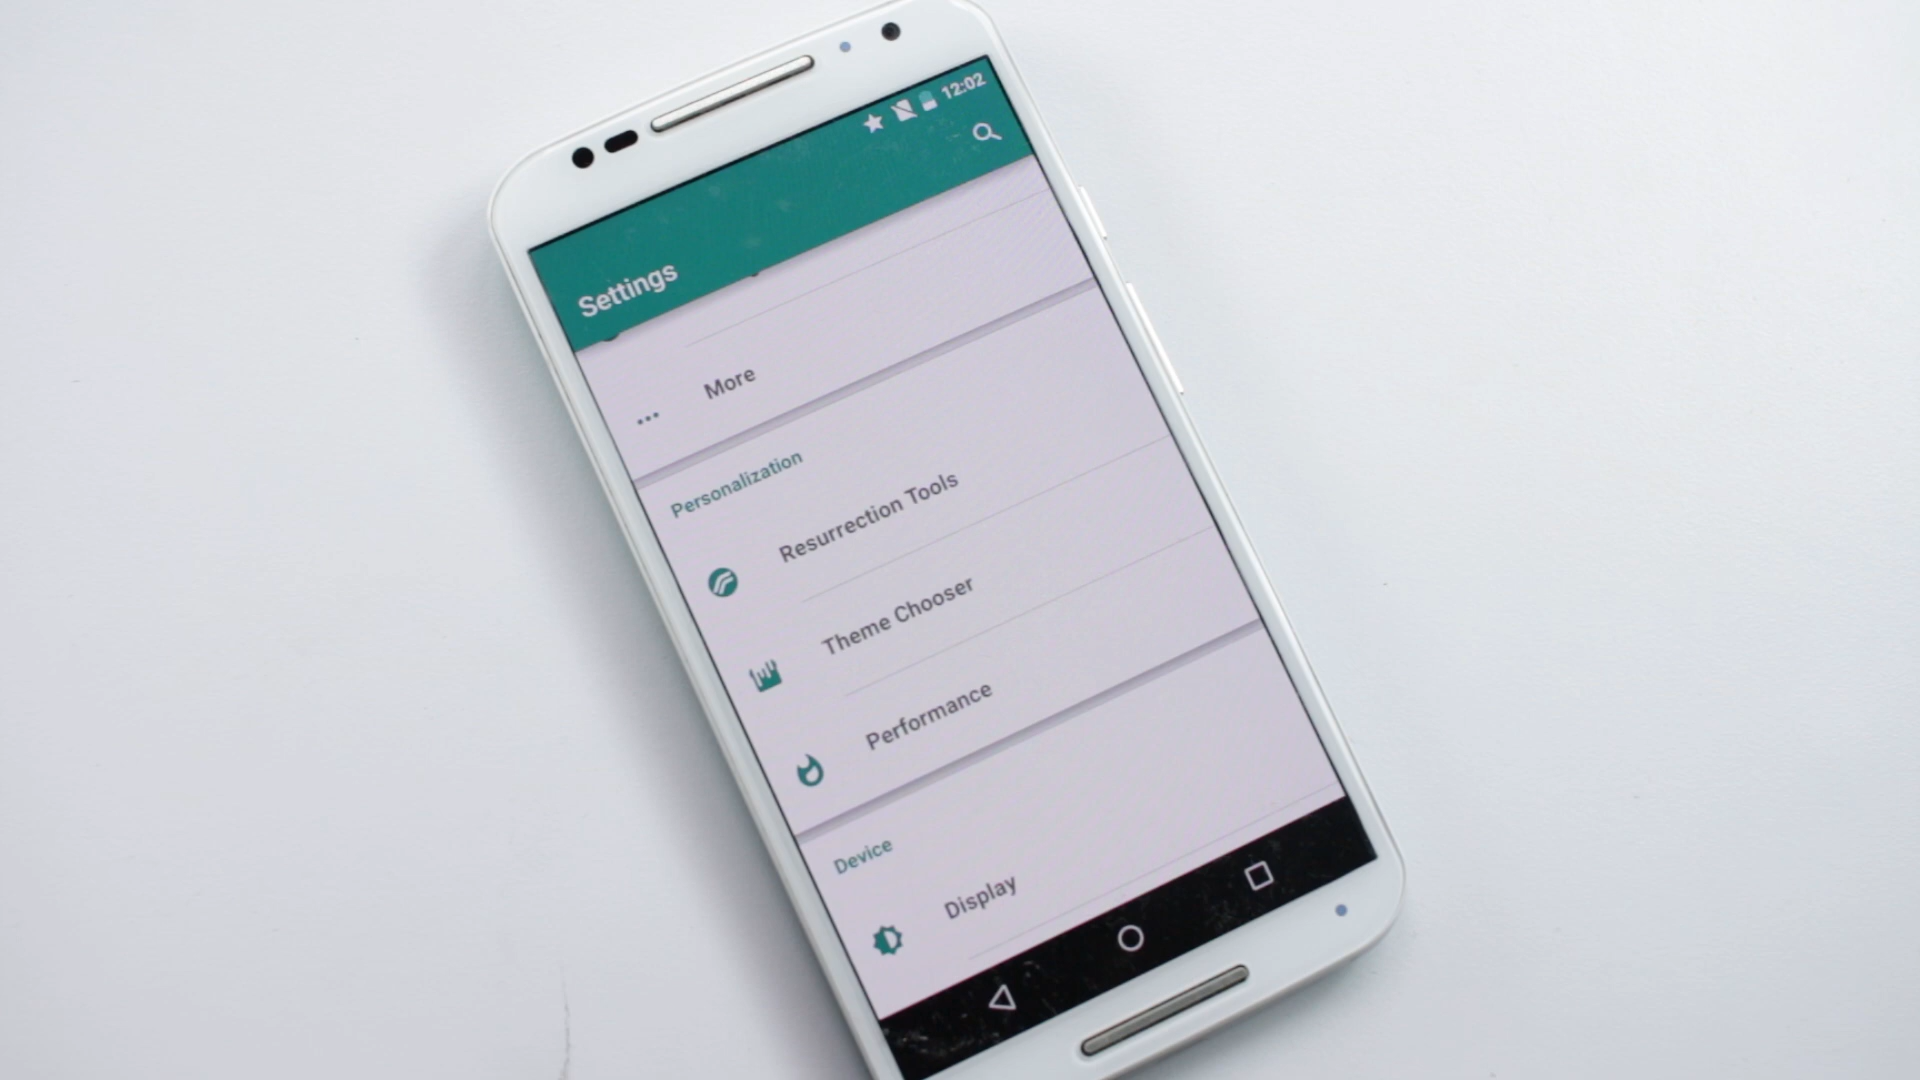 12:02
Settings
More
Personalization
Resurrection Tools
Theme Chooser
Performance
Device
Display